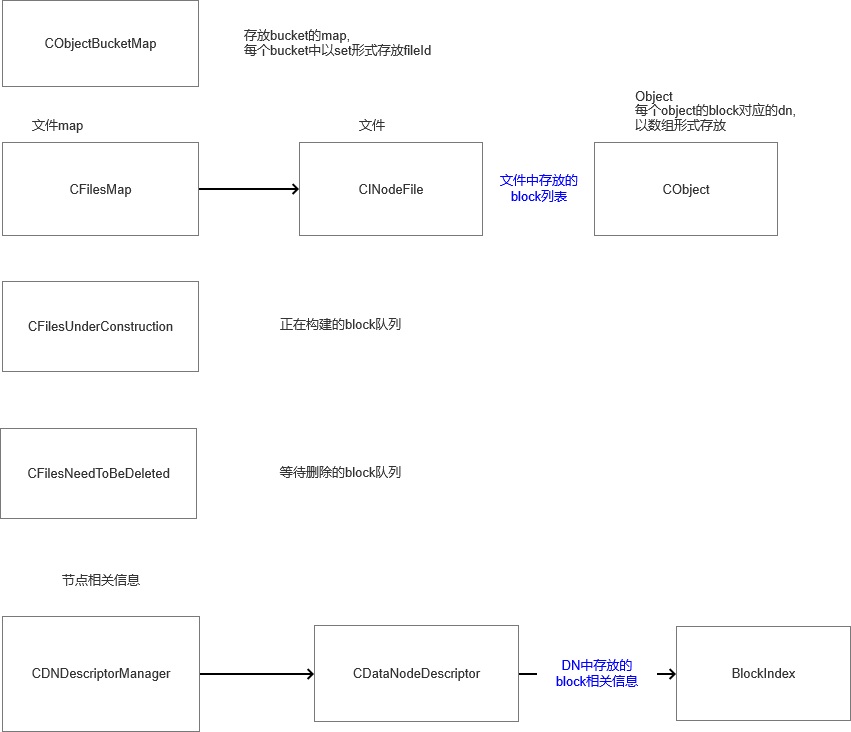 CObjectBucketMap
存放bucket的map,
每个bucket中以set形式存放fileId
Object
每个object的block对应的dn,
以数组形式存放
文件map
文件
CFilesMap
CINodeFile
文件中存放的
block列表
CObject
CFilesUnderConstruction
正在构建的block队列
CFilesNeedToBeDeleted
等待删除的block队列
节点相关信息
CDNDescriptorManager
CDataNodeDescriptor
DN中存放的
block相关信息
BlockIndex